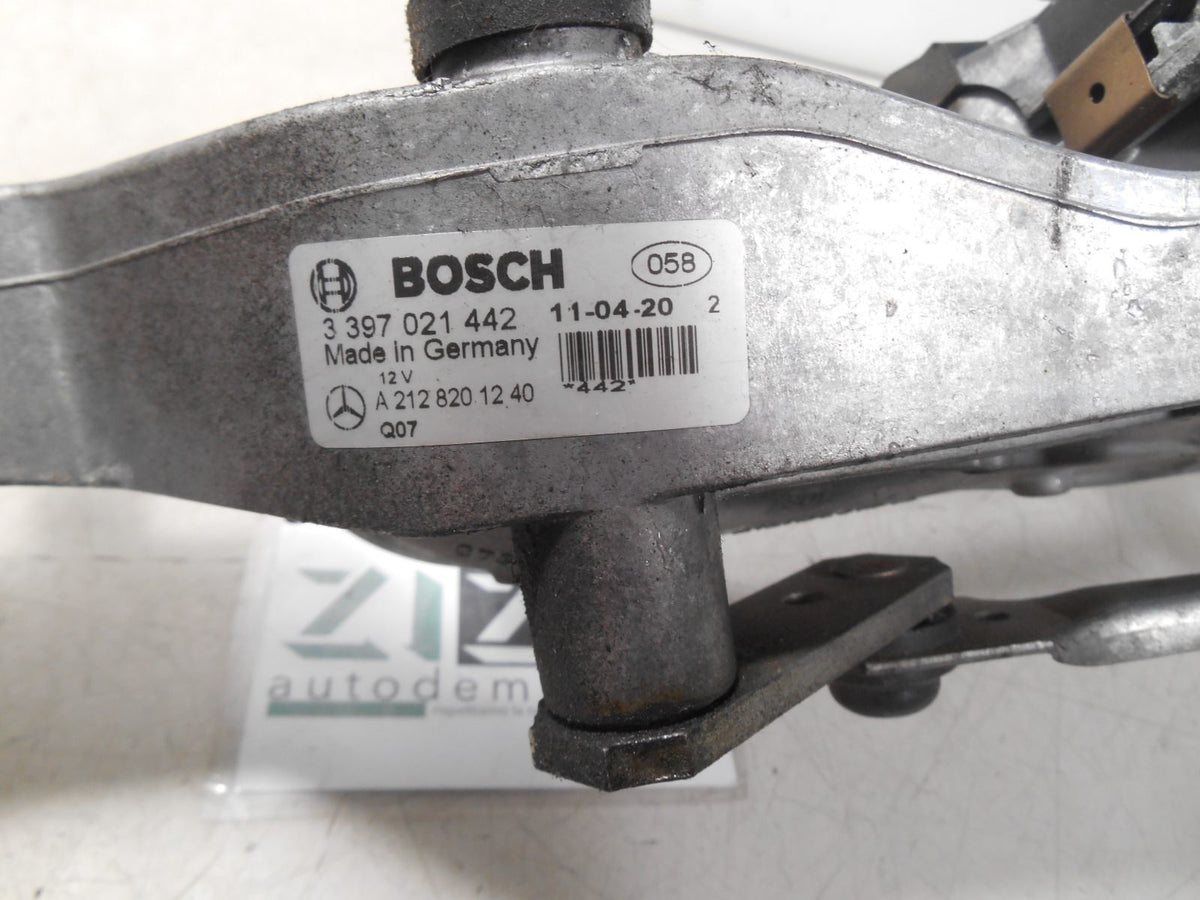 BOSCH 058
3 397 021 442 11-04-20 2
Made in Germany
*442*
12 V
A 212 820 12 40
Q07
autodem